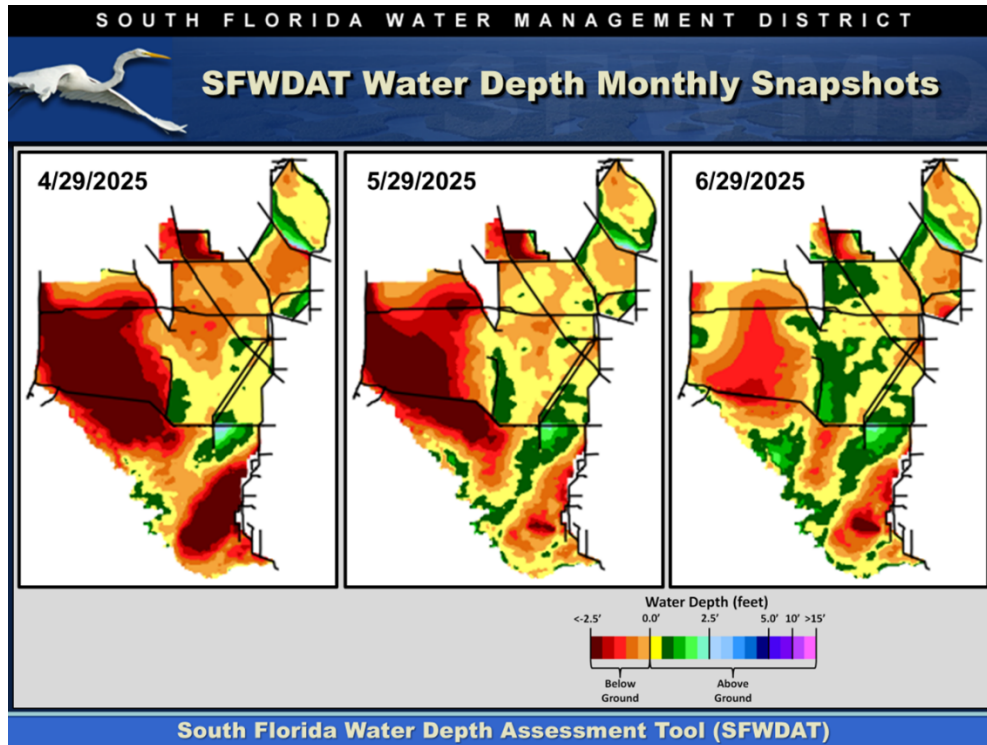 SOUTH FLORIDA WATER MANAGEMENT DISTRICT
SFWDAT Water Depth Monthly Snapshots
SFWMD
4/29/2025
5/29/2025
6/29/2025
Water Depth (feet)
<-2.5' 0.0' 2.5' 5.0' 10' >15'
Below Ground
Above Ground
South Florida Water Depth Assessment Tool (SFWDAT)